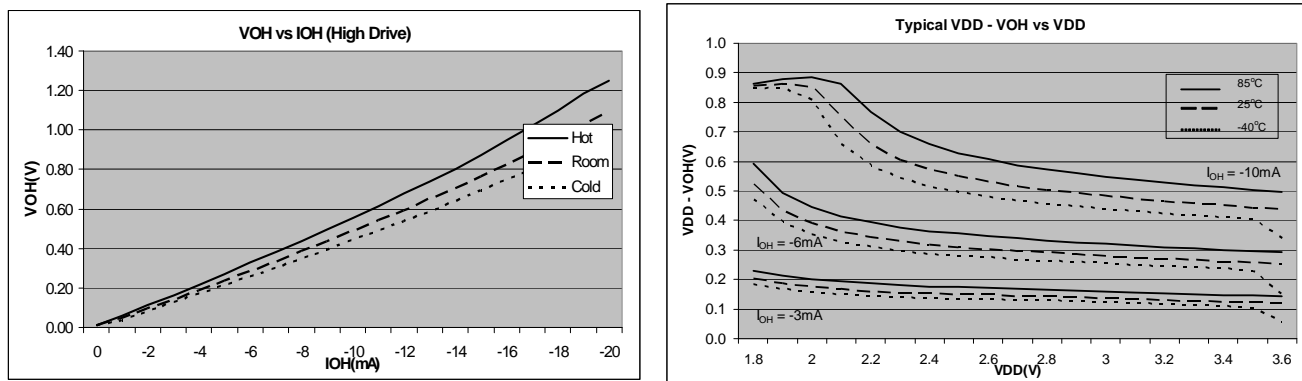 VOH vs IOH (High Drive)
VOH(V)
1.40
1.20
1.00
0.80
0.60
0.40
0.20
0.00
Hot
Room
Cold
0 -2 -4 -6 -8 -10 -12 -14 -16 -18 -20
IOH(mA)
Typical VDD - VOH vs VDD
VDD - VOH(V)
1.0
0.9
0.8
0.7
0.6
0.5
0.4
0.3
0.2
0.1
0.0
85°C
25°C
-40°C
IOH = -10mA
IOH = -6mA
IOH = -3mA
1.8 2 2.2 2.4 2.6 2.8 3 3.2 3.4 3.6
VDD(V)